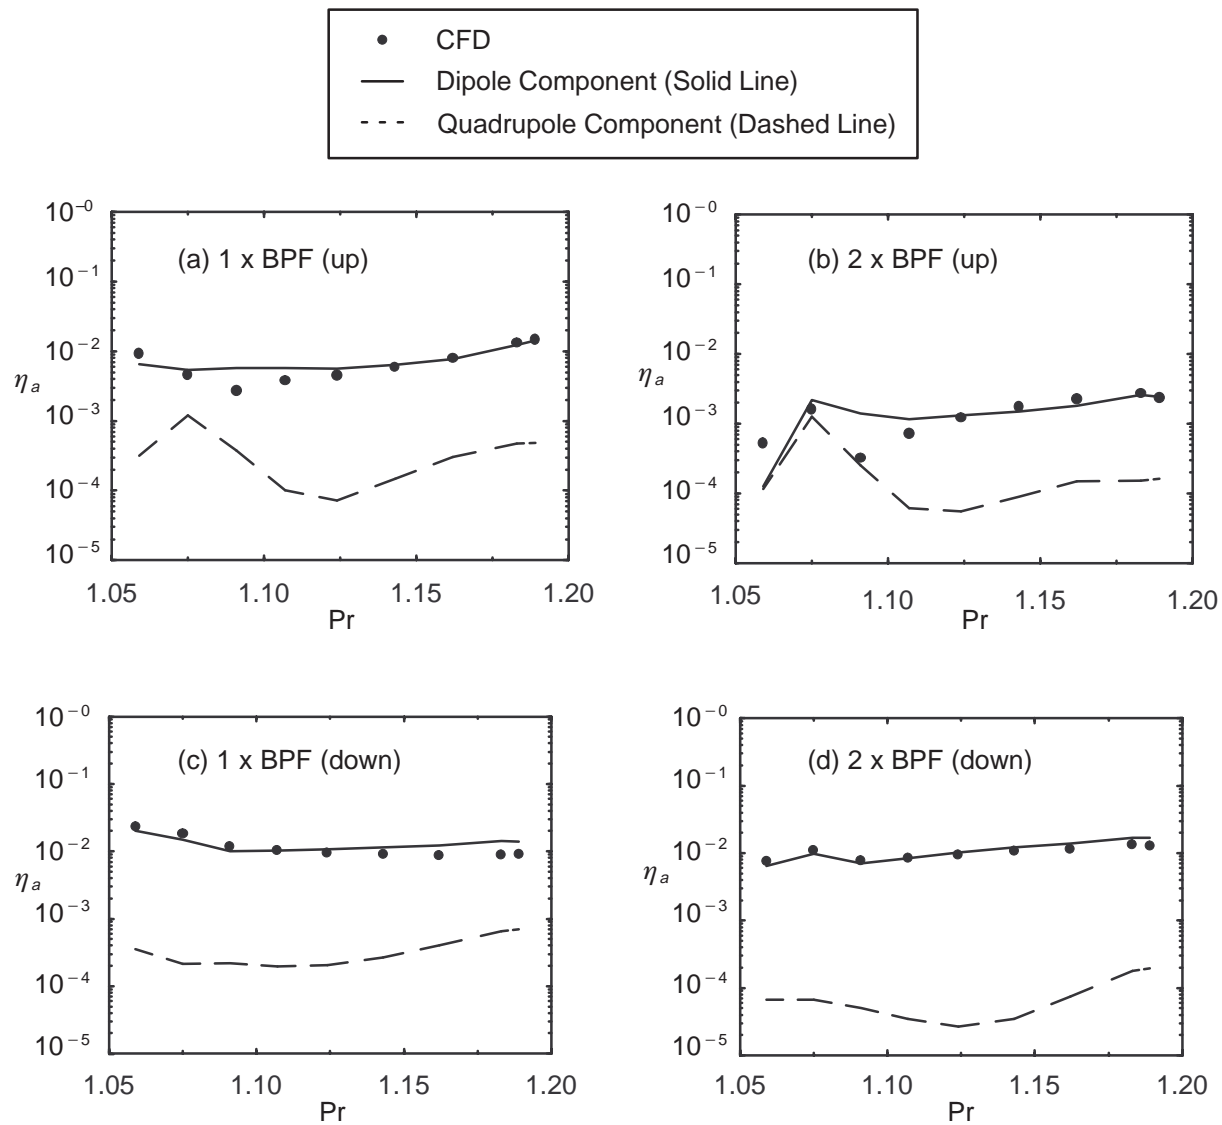 CFD
Dipole Component (Solid Line)
Quadrupole Component (Dashed Line)
(a) 1 x BPF (up)
10⁻⁰
10⁻¹
10⁻²
10⁻³
10⁻⁴
10⁻⁵
ηa
1.05 1.10 1.15 1.20
Pr
(b) 2 x BPF (up)
10⁻⁰
10⁻¹
10⁻²
10⁻³
10⁻⁴
10⁻⁵
ηa
1.05 1.10 1.15 1.20
Pr
(c) 1 x BPF (down)
10⁻⁰
10⁻¹
10⁻²
10⁻³
10⁻⁴
10⁻⁵
ηa
1.05 1.10 1.15 1.20
Pr
(d) 2 x BPF (down)
10⁻⁰
10⁻¹
10⁻²
10⁻³
10⁻⁴
10⁻⁵
ηa
1.05 1.10 1.15 1.20
Pr